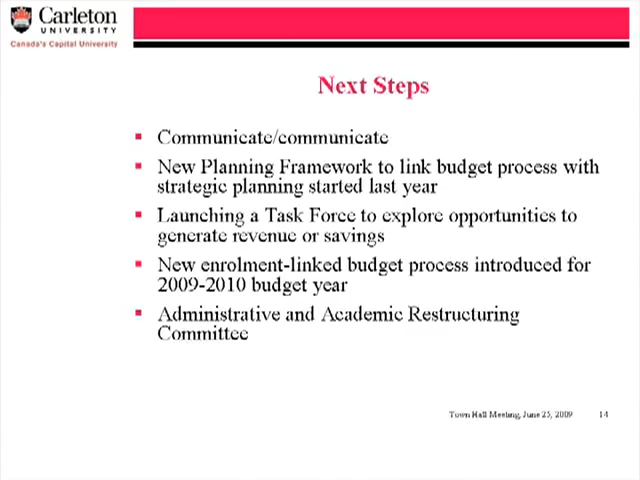 Carleton
UNIVERSITY
Canada's Capital University
Next Steps
Communicate/communicate
New Planning Framework to link budget process with
strategic planning started last year
Launching a Task Force to explore opportunities to
generate revenue or savings
New enrolment-linked budget process introduced for
2009-2010 budget year
Administrative and Academic Restructuring
Committee
Town Hall Meeting, June 25, 2009 14